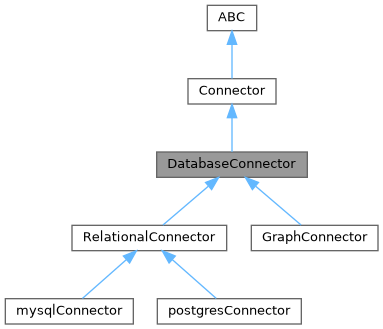 ABC
Connector
DatabaseConnector
RelationalConnector
GraphConnector
mysqlConnector
postgresConnector